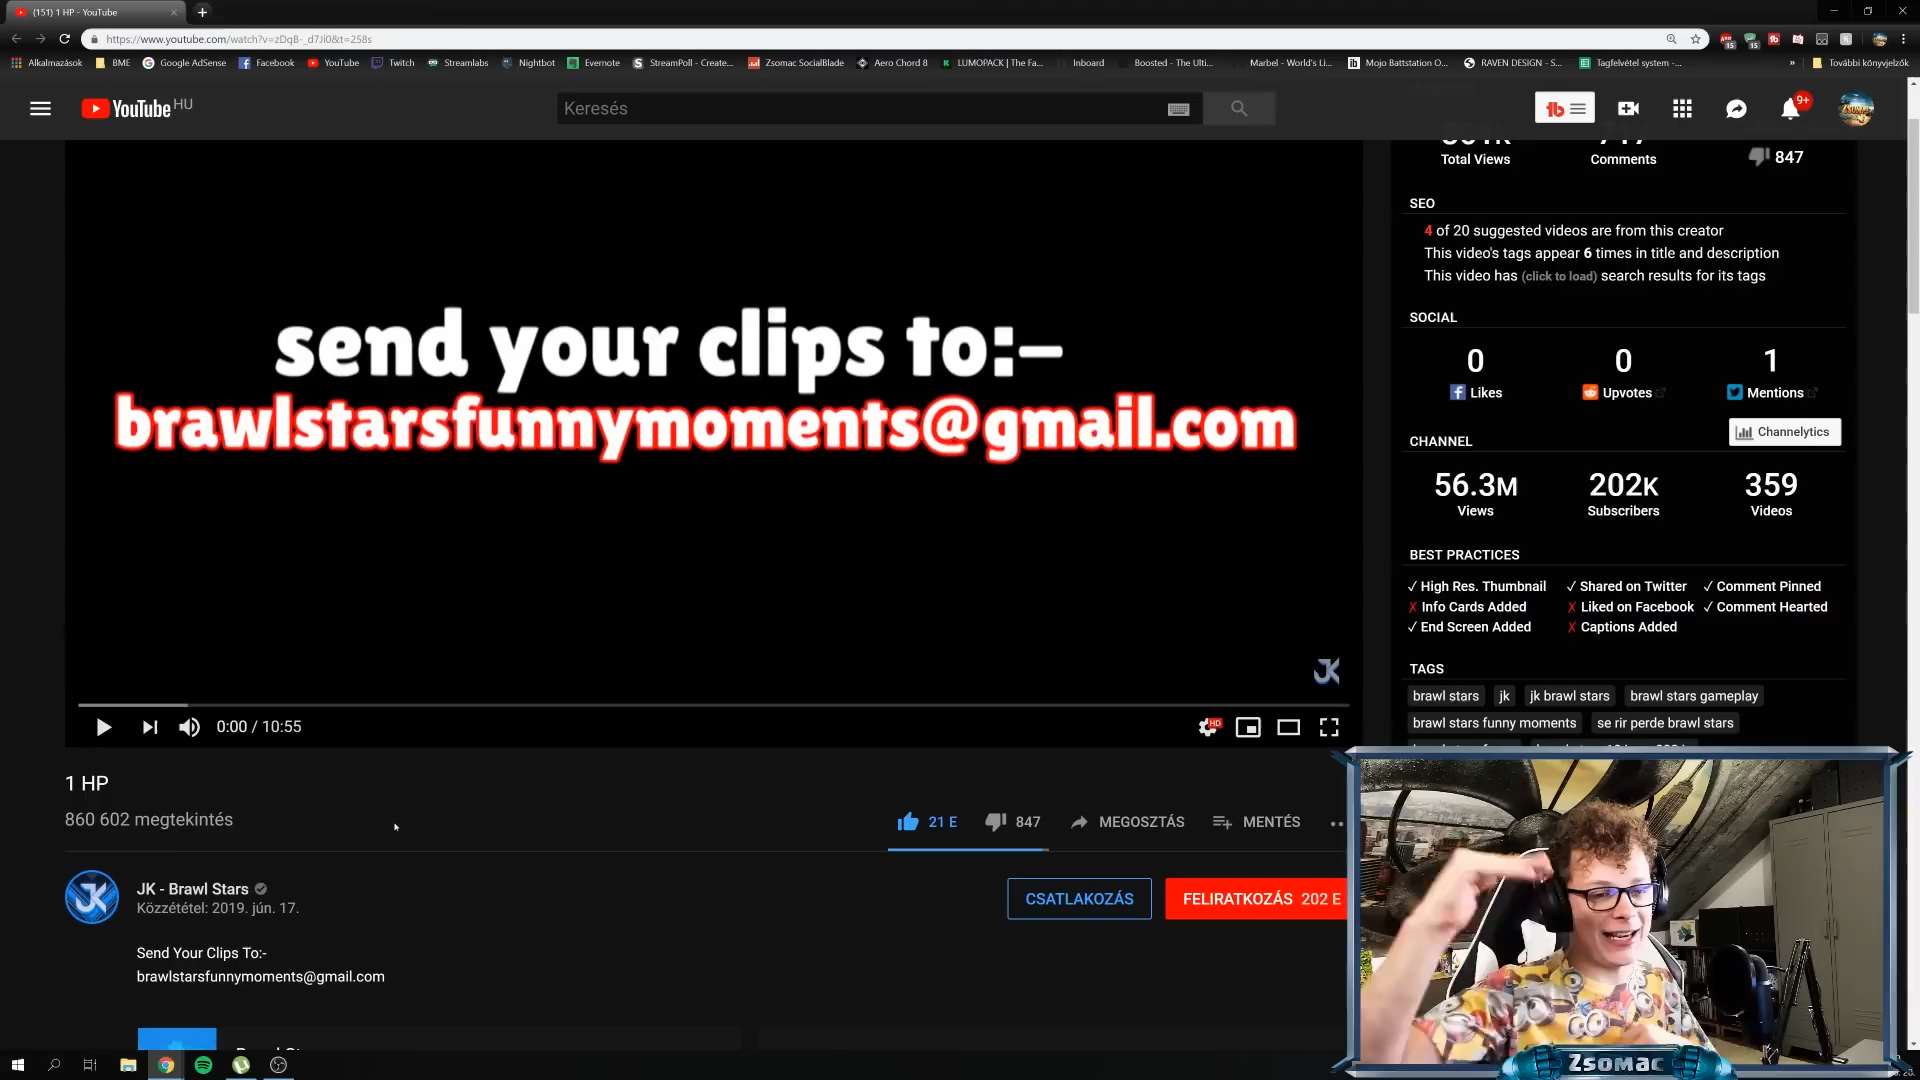 (151) 1 HP - YouTube
https://www.youtube.com/watch?v=zDqB-_d7Ji0&t=258s
Alkalmazások BME Google AdSense Facebook YouTube Twitch Streamlabs Nightbot Evernote StreamPoll - Create... Zsomac SocialBlade Aero Chord 8 LUMOPACK | The Fa... Inboard Boosted - The Ulti... Marbel - World's Li... Mojo Battstation O... RAVEN DESIGN - S... Tagfelvétel system -... » További könyvjelzők
YouTube HU
Keresés
9+
Total Views Comments 847
SEO
4 of 20 suggested videos are from this creator
This video's tags appear 6 times in title and description
This video has (click to load) search results for its tags
SOCIAL
0 0 1
Likes Upvotes Mentions
CHANNEL Channelytics
56.3M 202K 359
Views Subscribers Videos
BEST PRACTICES
✓ High Res. Thumbnail ✓ Shared on Twitter ✓ Comment Pinned
✗ Info Cards Added ✗ Liked on Facebook ✓ Comment Hearted
✓ End Screen Added ✗ Captions Added
TAGS
brawl stars jk jk brawl stars brawl stars gameplay
brawl stars funny moments se rir perde brawl stars
send your clips to:-
brawlstarsfunnymoments@gmail.com
JK
0:00 / 10:55
HD
1 HP
860 602 megtekintés
21 E 847 MEGOSZTÁS MENTÉS
JK - Brawl Stars
Közzététel: 2019. jún. 17.
CSATLAKOZÁS FELIRATKOZÁS 202 E
Send Your Clips To:-
brawlstarsfunnymoments@gmail.com
Zsomac